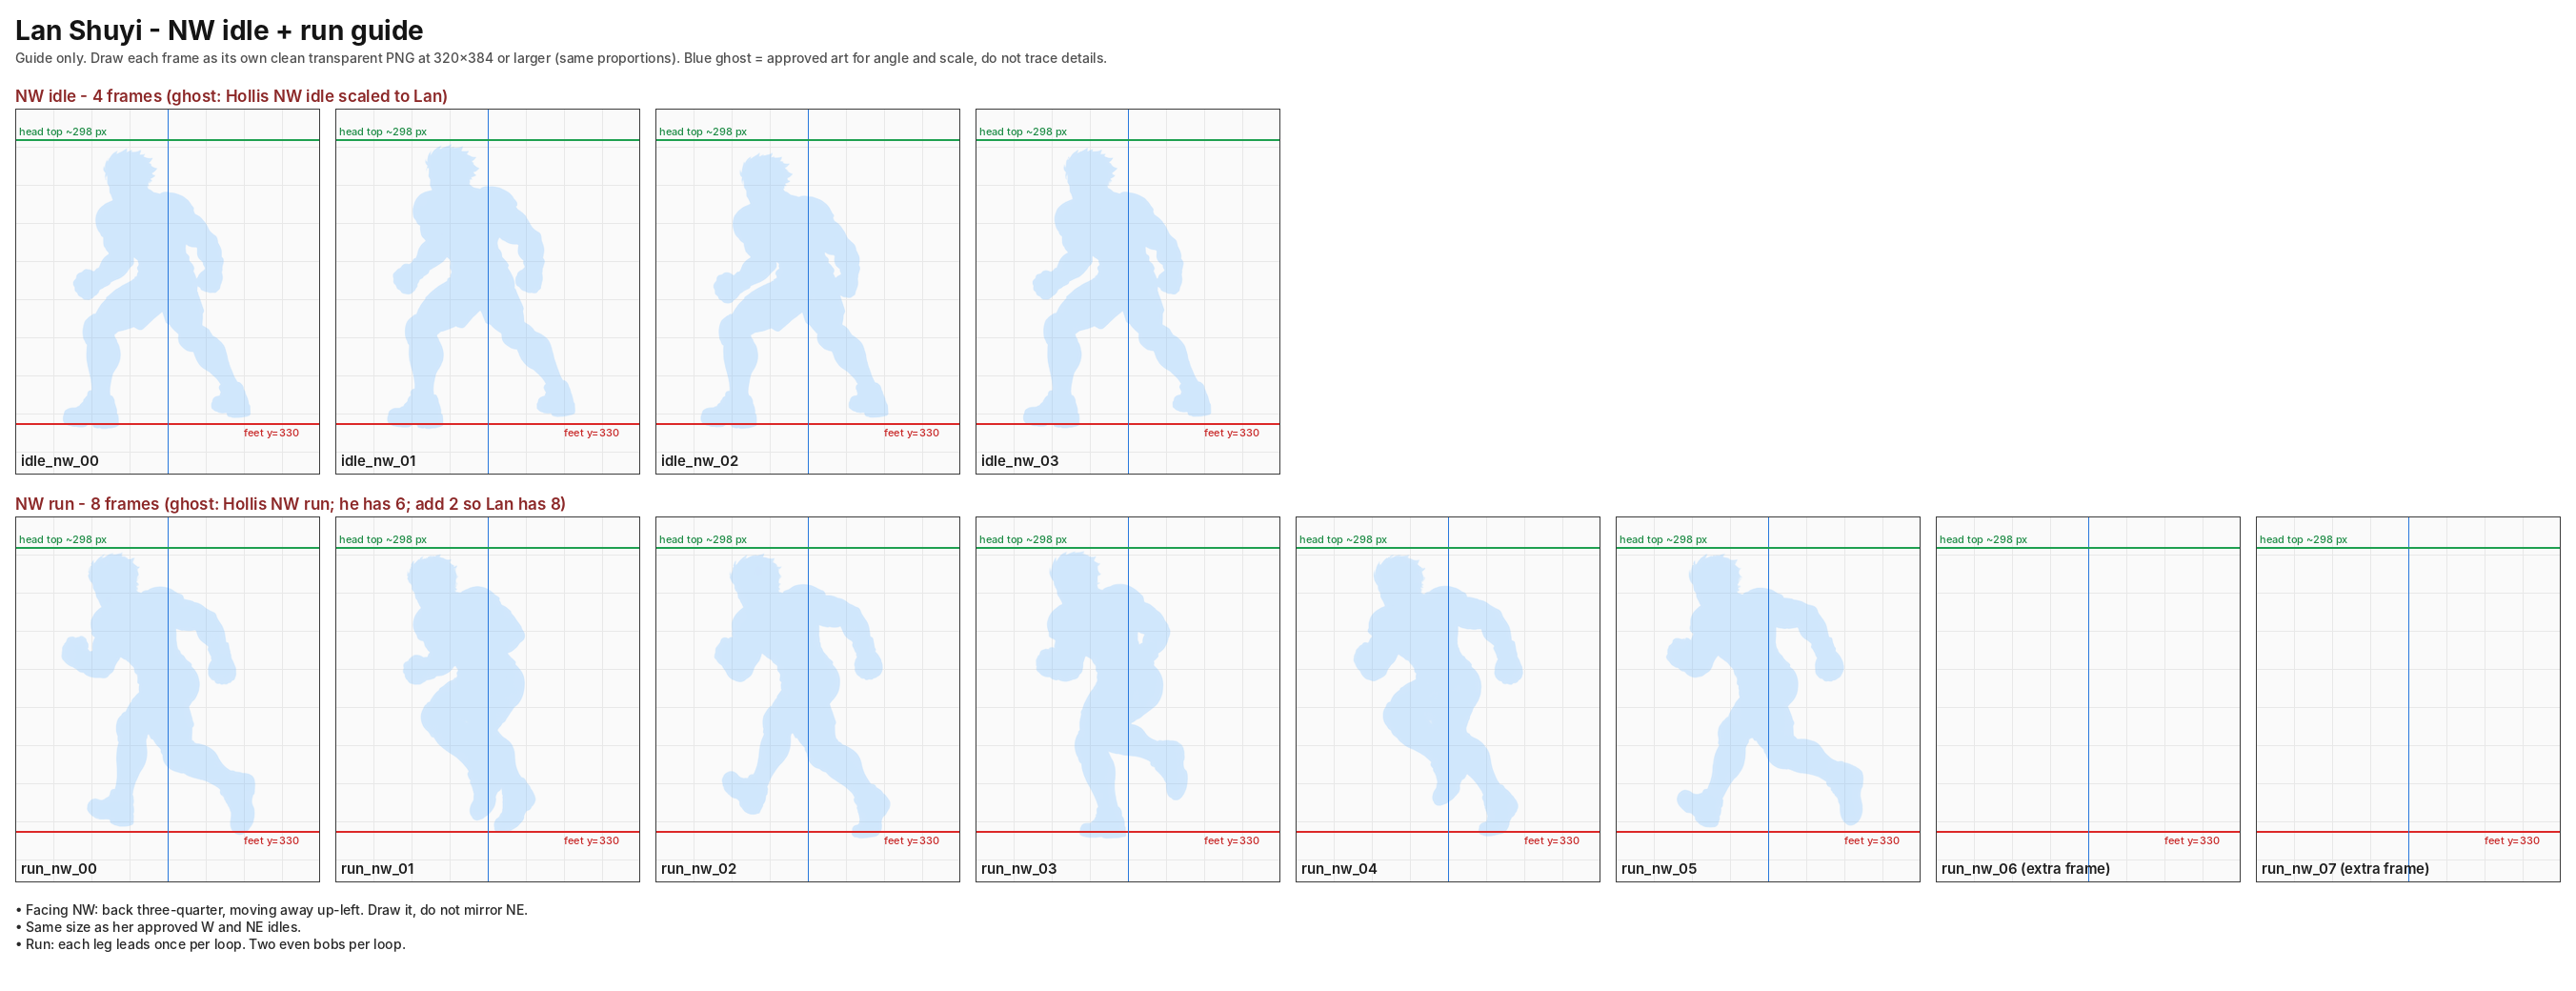 Lan Shuyi - NW idle + run guide
Guide only. Draw each frame as its own clean transparent PNG at 320×384 or larger (same proportions). Blue ghost = approved art for angle and scale, do not trace details.
NW idle - 4 frames (ghost: Hollis NW idle scaled to Lan)
head top ~298 px
head top ~298 px
head top ~298 px
head top ~298 px
feet y=330
feet y=330
feet y=330
feet y=330
idle_nw_00
idle_nw_01
idle_nw_02
idle_nw_03
NW run - 8 frames (ghost: Hollis NW run; he has 6; add 2 so Lan has 8)
head top ~298 px
head top ~298 px
head top ~298 px
head top ~298 px
head top ~298 px
head top ~298 px
head top ~298 px
head top ~298 px
feet y=330
feet y=330
feet y=330
feet y=330
feet y=330
feet y=330
feet y=330
feet y=330
run_nw_00
run_nw_01
run_nw_02
run_nw_03
run_nw_04
run_nw_05
run_nw_06 (extra frame)
run_nw_07 (extra frame)
• Facing NW: back three-quarter, moving away up-left. Draw it, do not mirror NE.
• Same size as her approved W and NE idles.
• Run: each leg leads once per loop. Two even bobs per loop.